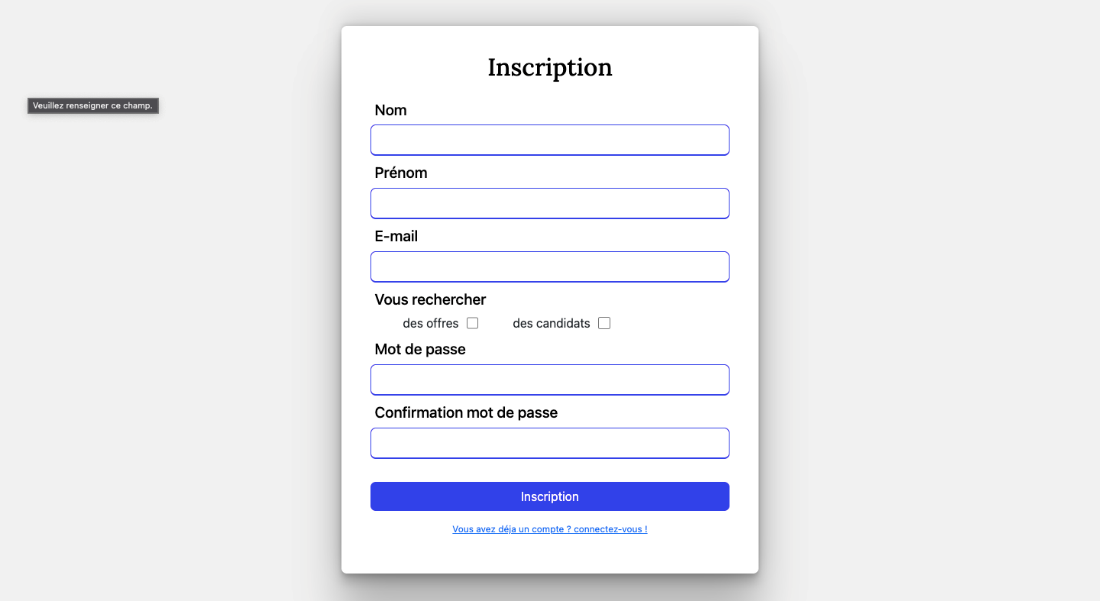 Inscription
Veuillez renseigner ce champ.
Nom
Prénom
E-mail
Vous rechercher
des offres des candidats
Mot de passe
Confirmation mot de passe
Inscription
Vous avez déja un compte ? connectez-vous !